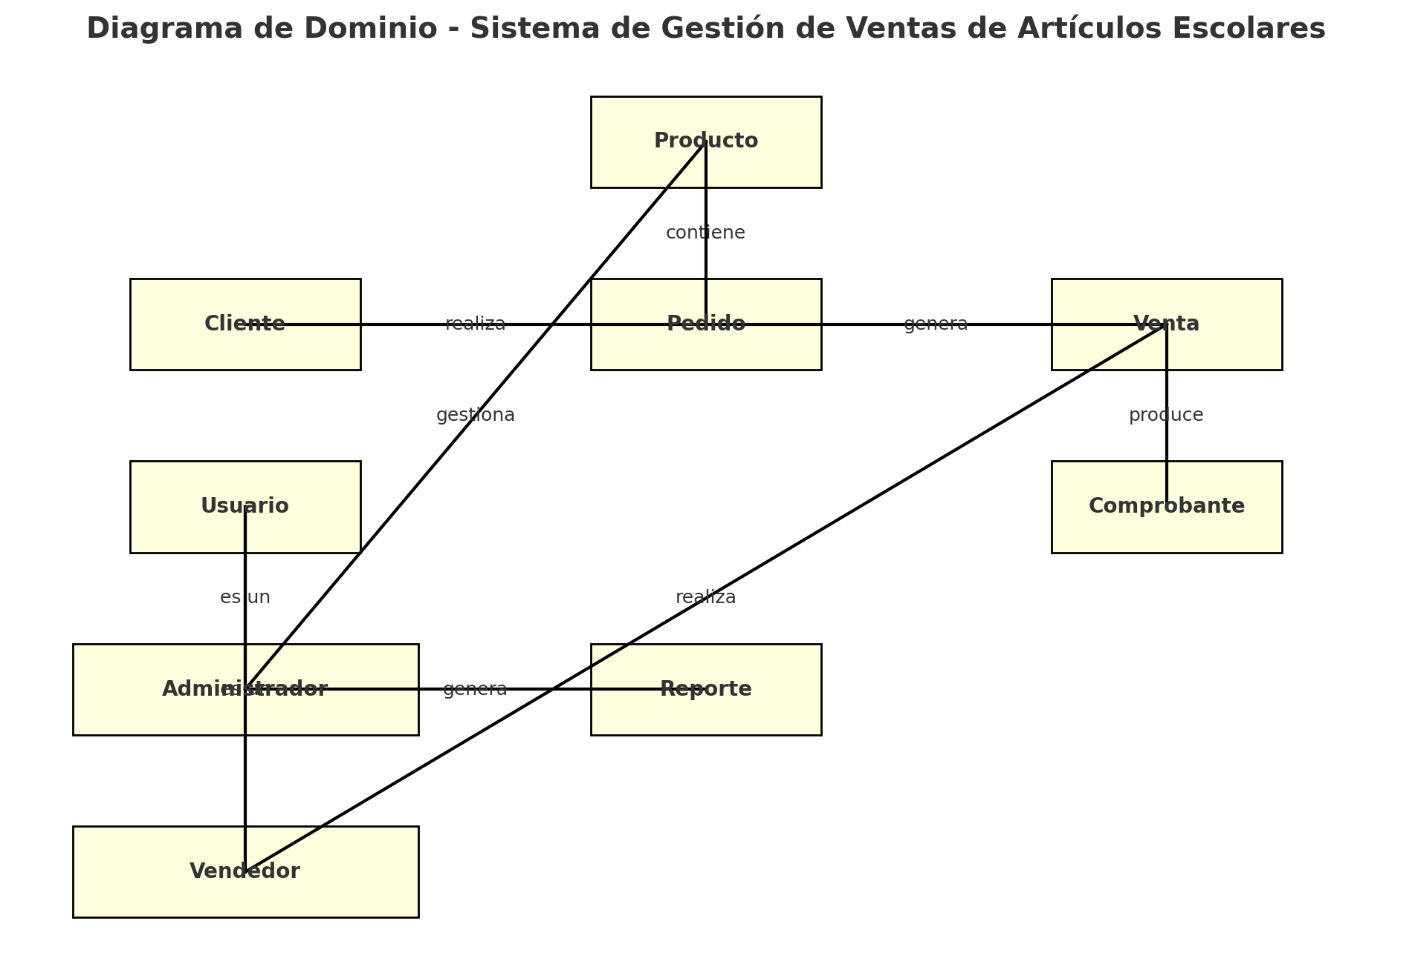 Diagrama de Dominio - Sistema de Gestión de Ventas de Artículos Escolares
Producto
contiene
Cliente
realiza
Pedido
genera
Venta
gestiona
produce
Usuario
Comprobante
es un
realiza
Administrador
genera
Reporte
Vendedor